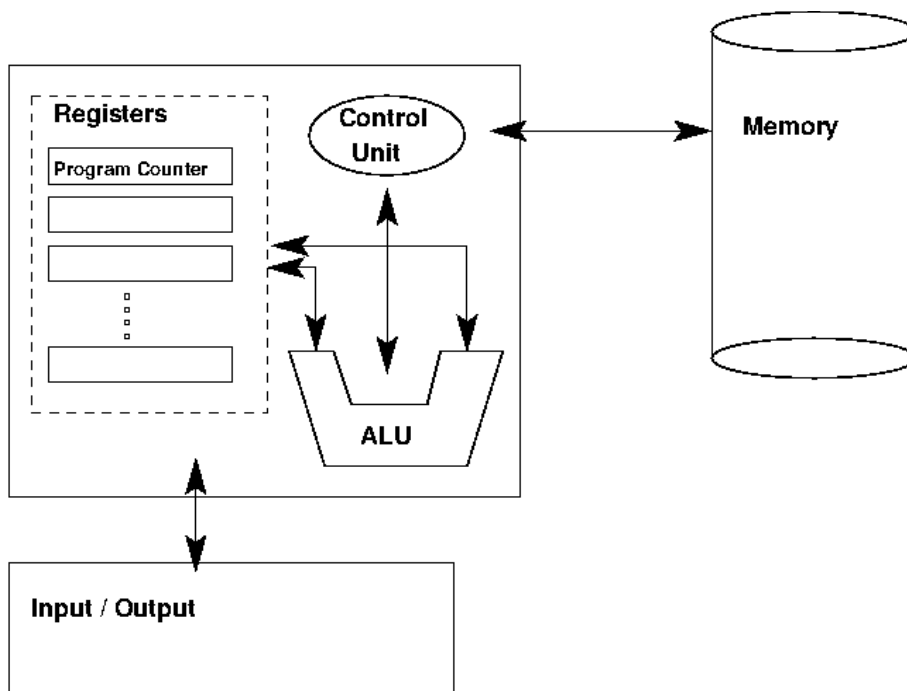 Registers
Program Counter
Control
Unit
Memory
ALU
Input / Output